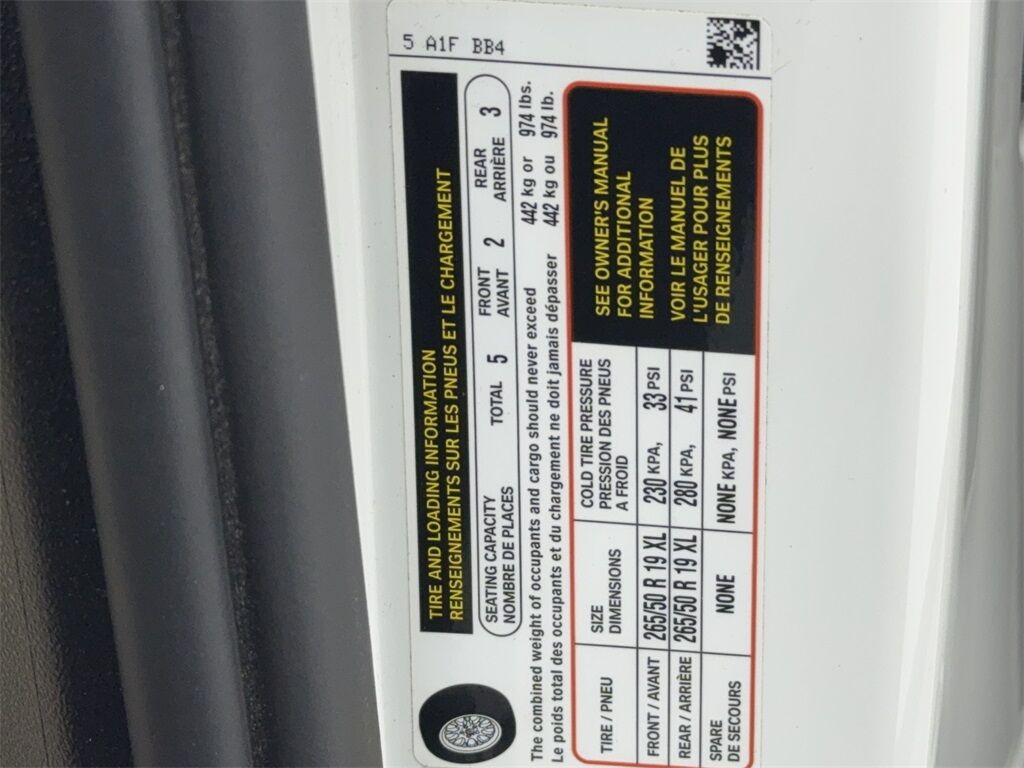 5 A1F BB4
TIRE AND LOADING INFORMATION
RENSEIGNEMENTS SUR LES PNEUS ET LE CHARGEMENT
SEATING CAPACITY TOTAL 5 FRONT 2 REAR 3
NOMBRE DE PLACES AVANT ARRIÈRE
The combined weight of occupants and cargo should never exceed 442 kg or 974 lbs.
Le poids total des occupants et du chargement ne doit jamais dépasser 442 kg ou 974 lb.
TIRE / PNEU
SIZE
DIMENSIONS
COLD TIRE PRESSURE
PRESSION DES PNEUS
A FROID
FRONT / AVANT 265/50 R 19 XL 230 KPA, 33 PSI
REAR / ARRIÈRE 265/50 R 19 XL 280 KPA, 41 PSI
SPARE
DE SECOURS
NONE NONE KPA, NONE PSI
SEE OWNER'S MANUAL
FOR ADDITIONAL
INFORMATION
VOIR LE MANUEL DE
L'USAGER POUR PLUS
DE RENSEIGNEMENTS